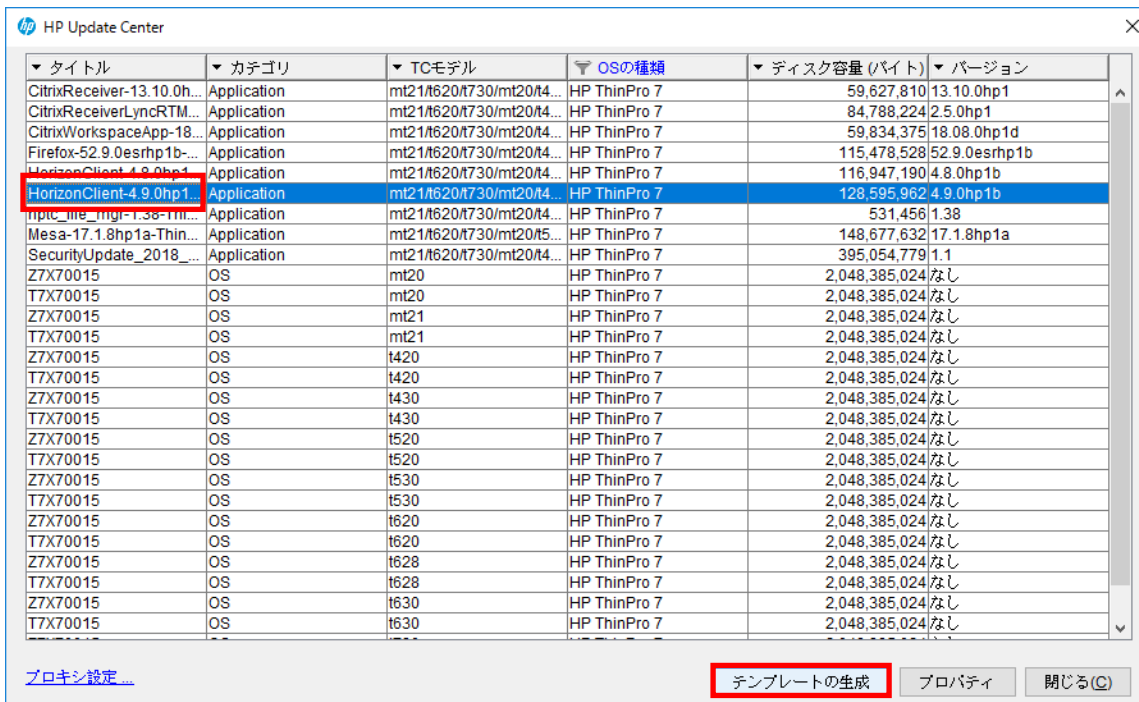 HP Update Center
タイトル カテゴリ TCモデル OSの種類 ディスク容量 (バイト) バージョン
CitrixReceiver-13.10.0h... Application mt21/t620/t730/mt20/t4... HP ThinPro 7 59,627,810 13.10.0hp1
CitrixReceiverLyncRTM... Application mt21/t620/t730/mt20/t4... HP ThinPro 7 84,788,224 2.5.0hp1
CitrixWorkspaceApp-18... Application mt21/t620/t730/mt20/t4... HP ThinPro 7 59,834,375 18.08.0hp1d
Firefox-52.9.0esrhp1b-... Application mt21/t620/t730/mt20/t4... HP ThinPro 7 115,478,528 52.9.0esrhp1b
HorizonClient-4.8.0hp1... Application mt21/t620/t730/mt20/t4... HP ThinPro 7 116,947,190 4.8.0hp1b
HorizonClient-4.9.0hp1... Application mt21/t620/t730/mt20/t4... HP ThinPro 7 128,595,962 4.9.0hp1b
hptc_file_mgr-1.38-Thi... Application mt21/t620/t730/mt20/t4... HP ThinPro 7 531,456 1.38
Mesa-17.1.8hp1a-Thin... Application mt21/t620/t730/mt20/t5... HP ThinPro 7 148,677,632 17.1.8hp1a
SecurityUpdate_2018_... Application mt21/t620/t730/mt20/t4... HP ThinPro 7 395,054,779 1.1
Z7X70015 OS mt20 HP ThinPro 7 2,048,385,024 なし
T7X70015 OS mt20 HP ThinPro 7 2,048,385,024 なし
Z7X70015 OS mt21 HP ThinPro 7 2,048,385,024 なし
T7X70015 OS mt21 HP ThinPro 7 2,048,385,024 なし
Z7X70015 OS t420 HP ThinPro 7 2,048,385,024 なし
T7X70015 OS t420 HP ThinPro 7 2,048,385,024 なし
Z7X70015 OS t430 HP ThinPro 7 2,048,385,024 なし
T7X70015 OS t430 HP ThinPro 7 2,048,385,024 なし
Z7X70015 OS t520 HP ThinPro 7 2,048,385,024 なし
T7X70015 OS t520 HP ThinPro 7 2,048,385,024 なし
Z7X70015 OS t530 HP ThinPro 7 2,048,385,024 なし
T7X70015 OS t530 HP ThinPro 7 2,048,385,024 なし
Z7X70015 OS t620 HP ThinPro 7 2,048,385,024 なし
T7X70015 OS t620 HP ThinPro 7 2,048,385,024 なし
Z7X70015 OS t628 HP ThinPro 7 2,048,385,024 なし
T7X70015 OS t628 HP ThinPro 7 2,048,385,024 なし
Z7X70015 OS t630 HP ThinPro 7 2,048,385,024 なし
T7X70015 OS t630 HP ThinPro 7 2,048,385,024 なし
プロキシ設定 ... テンプレートの生成 プロパティ 閉じる(C)